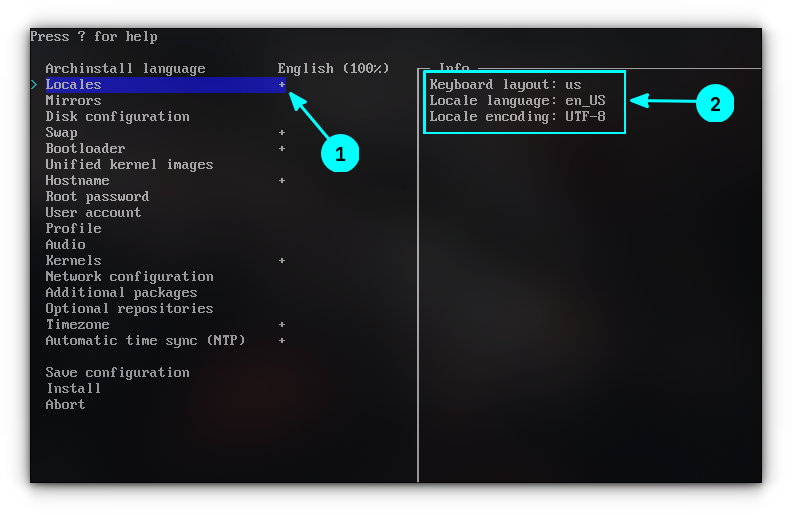 Press ? for help
Archinstall language English (100%)
> Locales +
Mirrors
Disk configuration
Swap +
Bootloader +
Unified kernel images
Hostname +
Root password
User account
Profile
Audio
Kernels +
Network configuration
Additional packages
Optional repositories
Timezone +
Automatic time sync (NTP) +
Save configuration
Install
Abort
1
Info
Keyboard layout: us
Locale language: en_US
Locale encoding: UTF-8
2